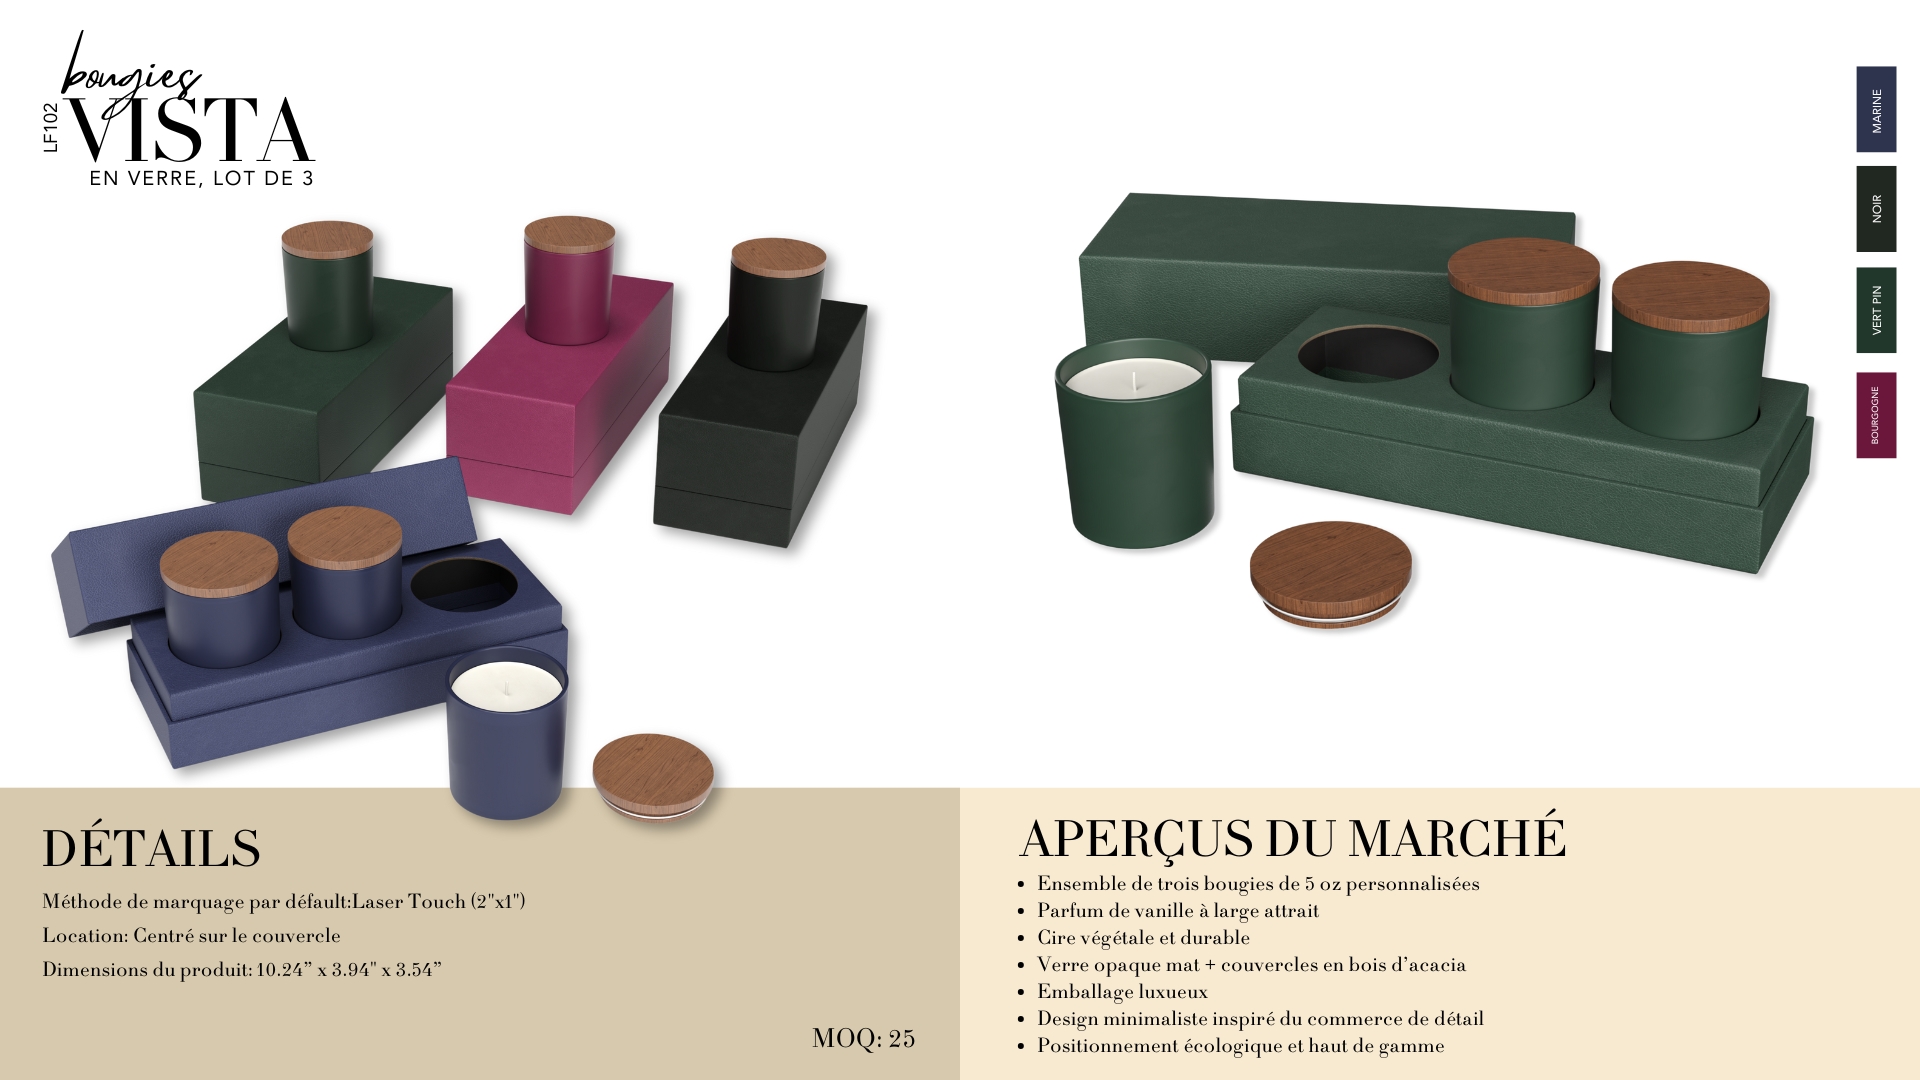 bougies
LF102
VISTA
EN VERRE, LOT DE 3
MARINE
NOIR
VERT PIN
BOURGOGNE
DÉTAILS
Méthode de marquage par défault:Laser Touch (2"x1")
Location: Centré sur le couvercle
Dimensions du produit: 10.24” x 3.94" x 3.54”
MOQ: 25
APERÇUS DU MARCHÉ
• Ensemble de trois bougies de 5 oz personnalisées
• Parfum de vanille à large attrait
• Cire végétale et durable
• Verre opaque mat + couvercles en bois d’acacia
• Emballage luxueux
• Design minimaliste inspiré du commerce de détail
• Positionnement écologique et haut de gamme